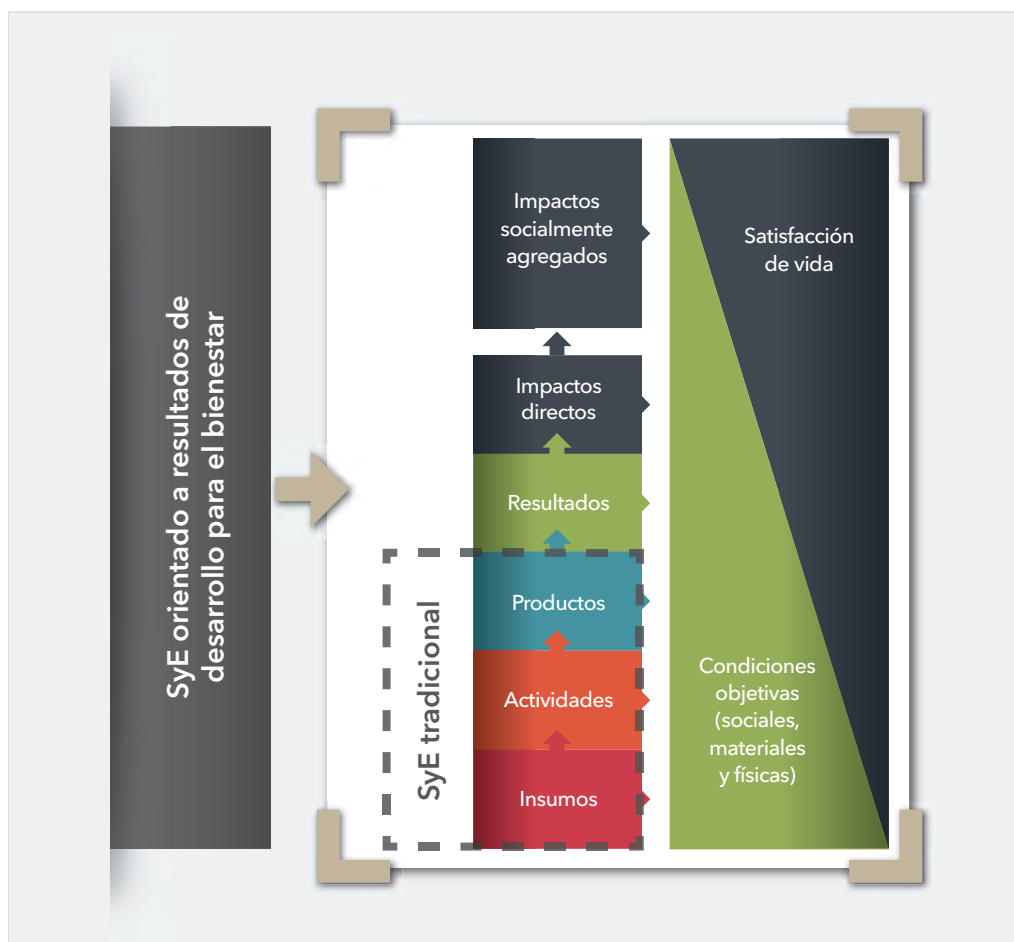 SyE orientado a resultados de
desarrollo para el bienestar
Impactos
socialmente
agregados
Impactos
directos
Resultados
SyE tradicional
Productos
Actividades
Insumos
Satisfacción
de vida
Condiciones
objetivas
(sociales,
materiales
y físicas)